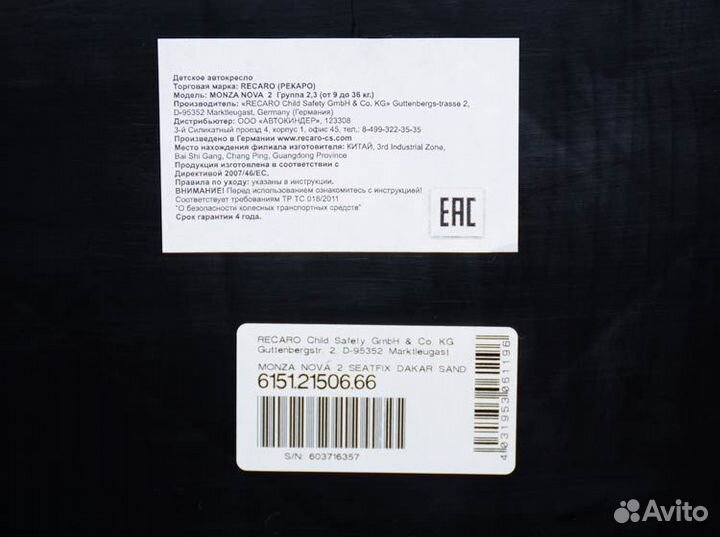 Детское автокресло
Торговая марка: RECARO (РЕКАРО)
Модель: MONZA NOVA 2 Группа 2,3 (от 9 до 36 кг.)
Производитель: «RECARO Child Safety GmbH & Co. KG» Guttenbergs-trasse 2,
D-95352 Marktleugast, Germany (Германия)
Дистрибьютер: ООО «АВТОКИНДЕР», 123308
3-й Силикатный проезд 4, корпус 1, офис 45, тел.: 8-499-322-35-35
Произведено в Германии www.recaro-cs.com
Место нахождения филиала изготовителя: КИТАЙ, 3rd Industrial Zone,
Bai Shi Gang, Chang Ping, Guangdong Province
Продукция изготовлена в соответствии с
Директивой 2007/46/EC.
Правила по уходу: указаны в инструкции.
ВНИМАНИЕ! Перед использованием ознакомитесь с инструкцией!
Соответствует требованиям ТР ТС 018/2011
"О безопасности колесных транспортных средств"
Срок гарантии 4 года.
EAC
RECARO Child Safety GmbH & Co. KG
Guttenbergstr. 2, D-95352 Marktleugast
MONZA NOVA 2 SEATFIX DAKAR SAND
6151.21506.66
S/N: 603716357
4031953061196
Avito